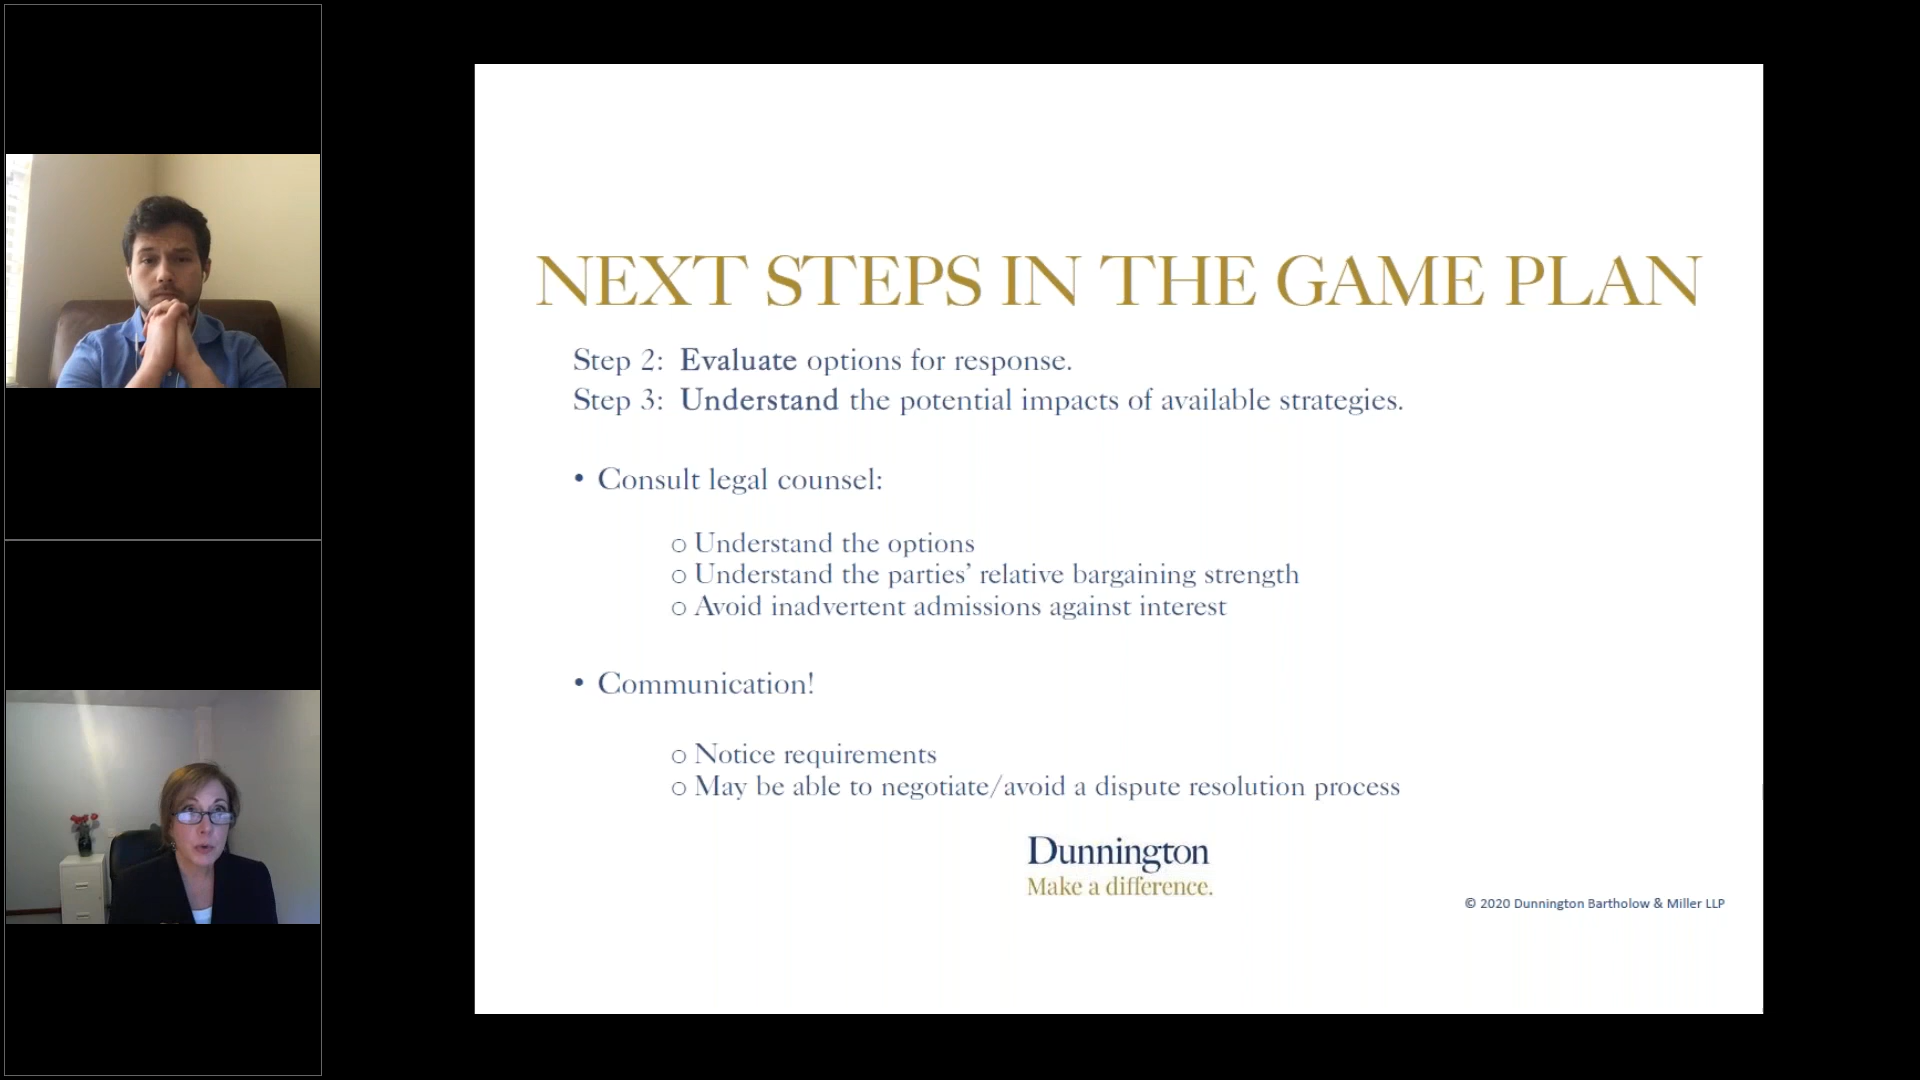 NEXT STEPS IN THE GAME PLAN
Step 2: Evaluate options for response.
Step 3: Understand the potential impacts of available strategies.
• Consult legal counsel:
o Understand the options
o Understand the parties’ relative bargaining strength
o Avoid inadvertent admissions against interest
• Communication!
o Notice requirements
o May be able to negotiate/avoid a dispute resolution process
Dunnington
Make a difference.
© 2020 Dunnington Bartholow & Miller LLP